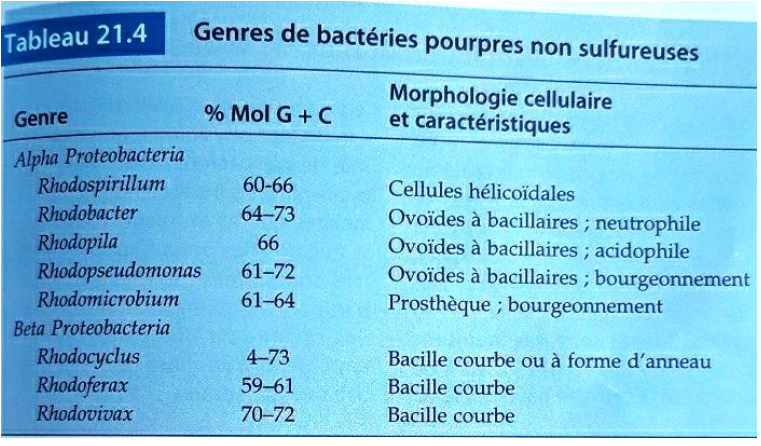 Tableau 21.4 Genres de bactéries pourpres non sulfureuses
Genre % Mol G + C Morphologie cellulaire et caractéristiques
Alpha Proteobacteria
Rhodospirillum 60-66 Cellules hélicoïdales
Rhodobacter 64–73 Ovoïdes à bacillaires ; neutrophile
Rhodopila 66 Ovoïdes à bacillaires ; acidophile
Rhodopseudomonas 61–72 Ovoïdes à bacillaires ; bourgeonnement
Rhodomicrobium 61–64 Prosthèque ; bourgeonnement
Beta Proteobacteria
Rhodocyclus 4–73 Bacille courbe ou à forme d'anneau
Rhodoferax 59–61 Bacille courbe
Rhodovivax 70–72 Bacille courbe